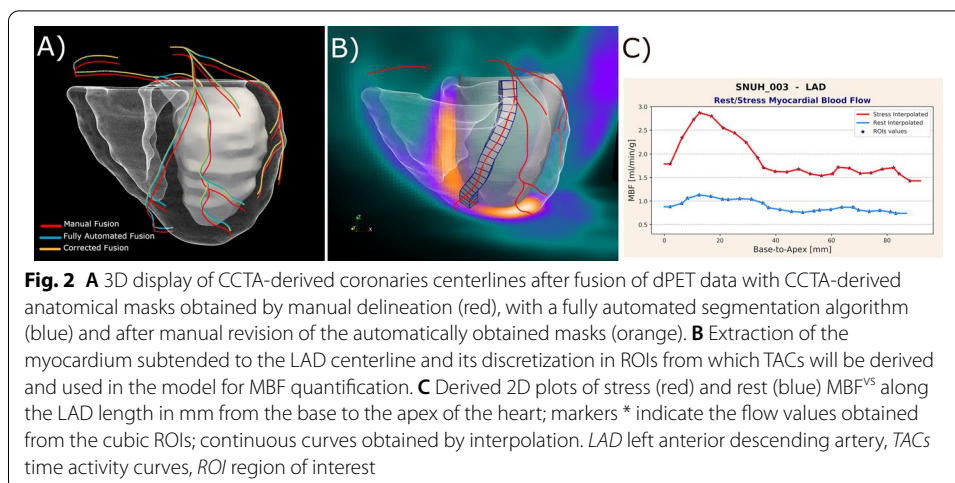 A)
Manual Fusion
Fully Automated Fusion
Corrected Fusion
B)
Z
X
C)
SNUH_003 - LAD
Rest/Stress Myocardial Blood Flow
Stress Interpolated
Rest Interpolated
ROIs values
MBF [ml/min/g]
3.0
2.5
2.0
1.5
1.0
0.5
0 20 40 60 80
Base-to-Apex [mm]
Fig. 2 A 3D display of CCTA-derived coronaries centerlines after fusion of dPET data with CCTA-derived
anatomical masks obtained by manual delineation (red), with a fully automated segmentation algorithm
(blue) and after manual revision of the automatically obtained masks (orange). B Extraction of the
myocardium subtended to the LAD centerline and its discretization in ROIs from which TACs will be derived
and used in the model for MBF quantification. C Derived 2D plots of stress (red) and rest (blue) MBFᵛˢ along
the LAD length in mm from the base to the apex of the heart; markers * indicate the flow values obtained
from the cubic ROIs; continuous curves obtained by interpolation. LAD left anterior descending artery, TACs
time activity curves, ROI region of interest